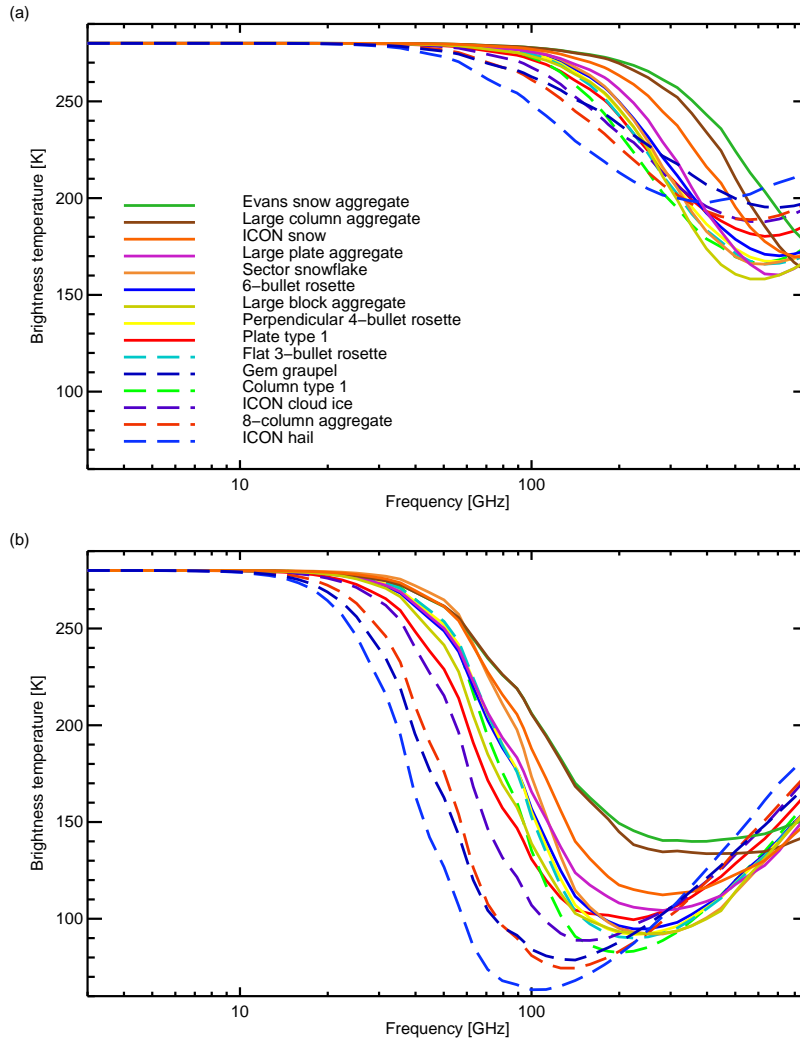 (a)
250
200
150
100
Brightness temperature [K]
Evans snow aggregate
Large column aggregate
ICON snow
Large plate aggregate
Sector snowflake
6−bullet rosette
Large block aggregate
Perpendicular 4−bullet rosette
Plate type 1
Flat 3−bullet rosette
Gem graupel
Column type 1
ICON cloud ice
8−column aggregate
ICON hail
10
100
Frequency [GHz]
(b)
250
200
150
100
Brightness temperature [K]
10
100
Frequency [GHz]